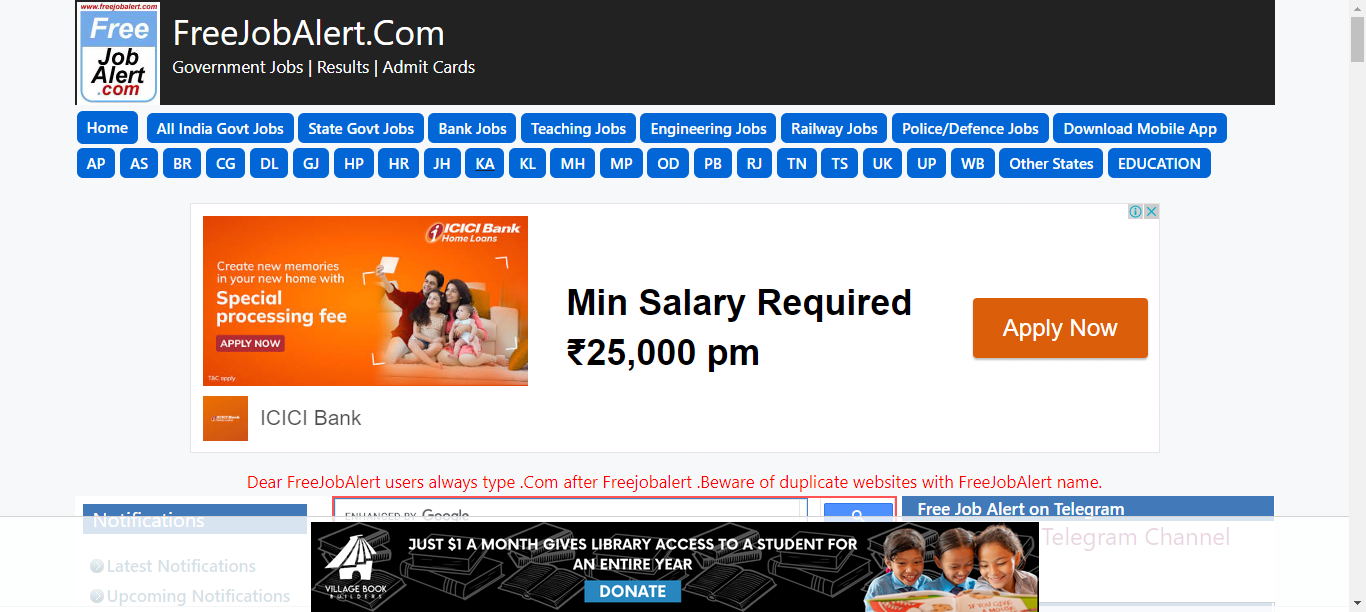 www.freejobalert.com
Free
Job
Alert
.com
FreeJobAlert.Com
Government Jobs | Results | Admit Cards
Home All India Govt Jobs State Govt Jobs Bank Jobs Teaching Jobs Engineering Jobs Railway Jobs Police/Defence Jobs Download Mobile App
AP AS BR CG DL GJ HP HR JH KA KL MH MP OD PB RJ TN TS UK UP WB Other States EDUCATION
ICICI Bank
Home Loans
Create new memories
in your new home with
Special
processing fee
APPLY NOW
T&C apply
Min Salary Required
₹25,000 pm
Apply Now
ICICI Bank
Dear FreeJobAlert users always type .Com after Freejobalert .Beware of duplicate websites with FreeJobAlert name.
Notifications
ENHANCED BY Google
Free Job Alert on Telegram
Telegram Channel
Latest Notifications
Upcoming Notifications
VILLAGE BOOK
BUILDERS
JUST $1 A MONTH GIVES LIBRARY ACCESS TO A STUDENT FOR
AN ENTIRE YEAR
DONATE
IF YOU GIVE